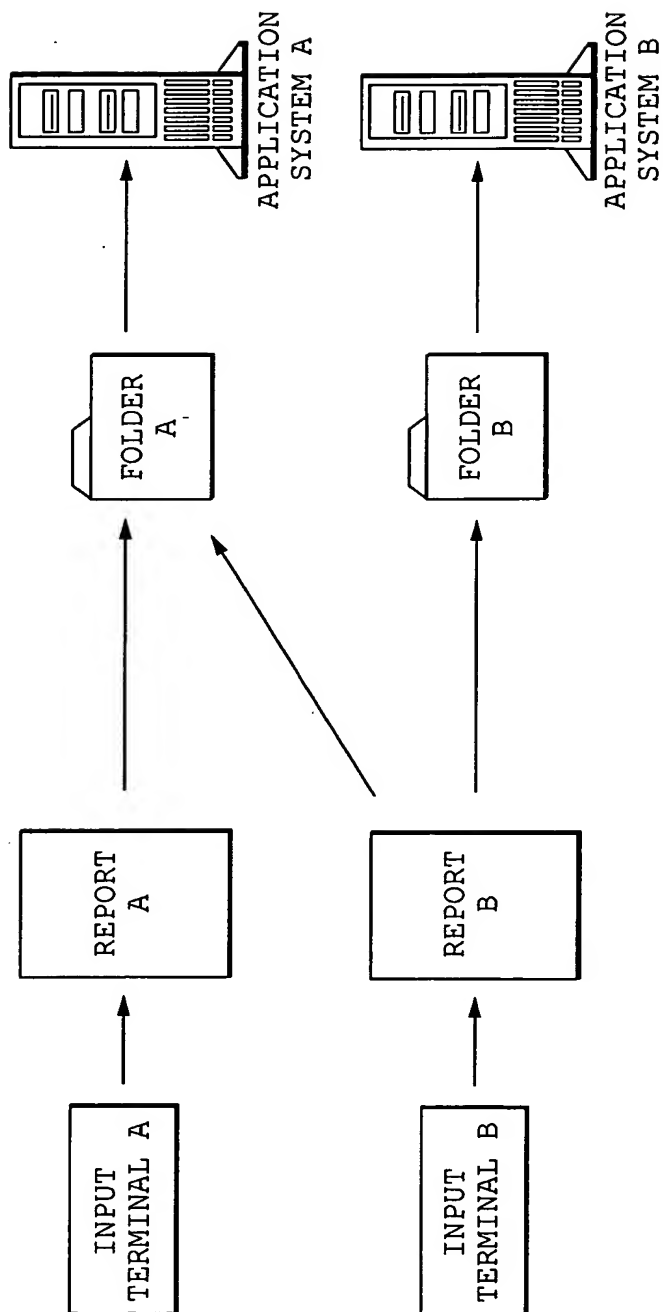 INPUT
TERMINAL A
REPORT
A
FOLDER
A
APPLICATION
SYSTEM A
INPUT
TERMINAL B
REPORT
B
FOLDER
B
APPLICATION
SYSTEM B